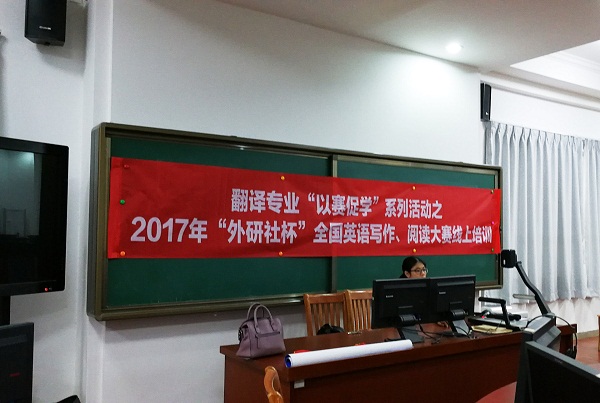 翻译专业“以赛促学”系列活动之
2017年“外研社杯”全国英语写作、阅读大赛线上培训